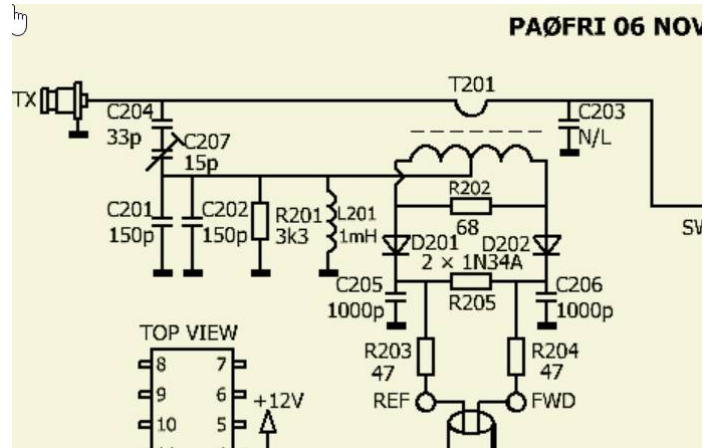 PAØFRI 06 NOV
TX
T201
C204
33p
C203
N/L
C207
15p
R202
68
C201
150p
C202
150p
R201
3k3
L201
1mH
D201
D202
2 × 1N34A
SW
C205
1000p
R205
C206
1000p
TOP VIEW
R203
47
R204
47
8 7
9 6
10 5
+12V
REF
FWD